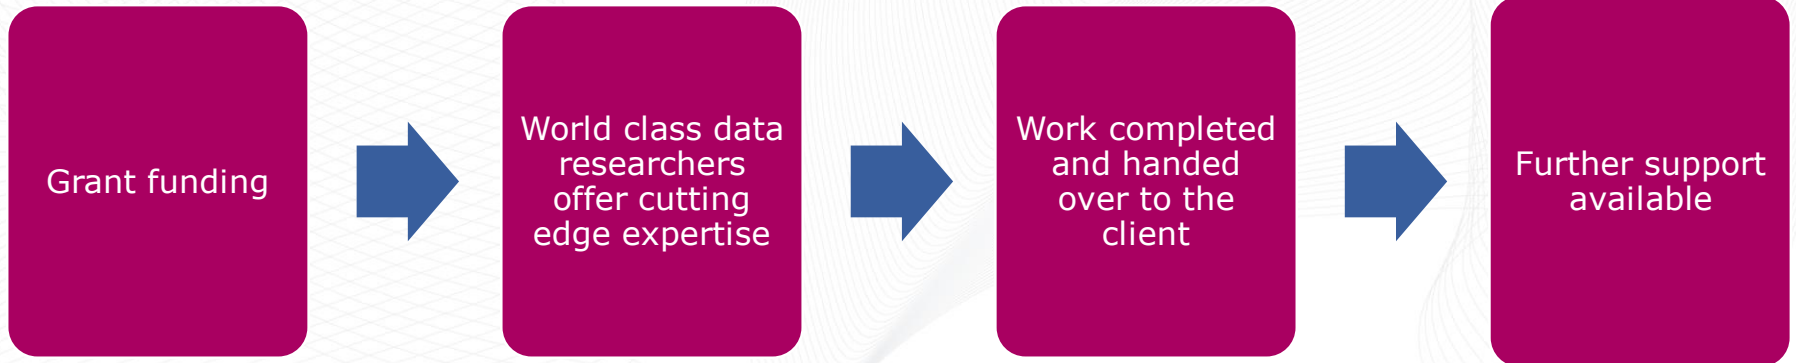 Grant funding
World class data
researchers
offer cutting
edge expertise
Work completed
and handed
over to the
client
Further support
available